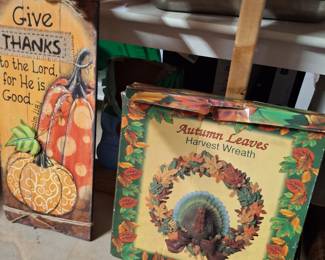 Give
THANKS
to the Lord
for He is
Good.
Autumn Leaves
Harvest Wreath